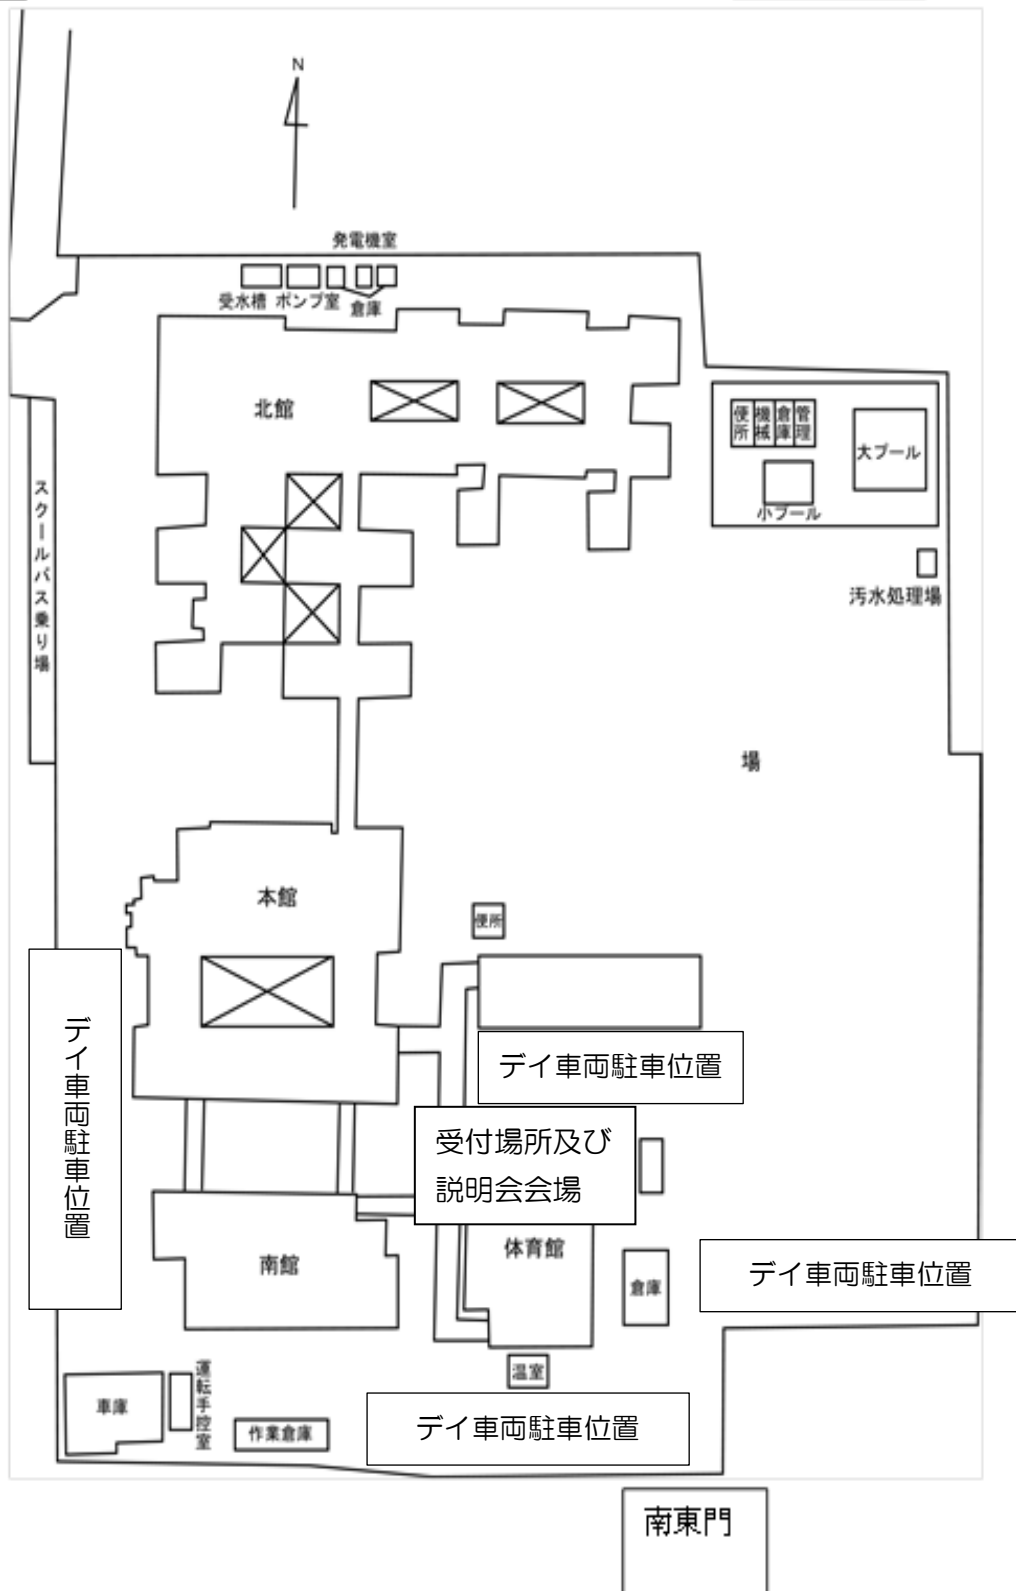 N
発電機室
受水槽
ポンプ室
倉庫
北館
便所
機械
倉庫
管理
大プール
小プール
汚水処理場
スクールバス乗り場
場
本館
便所
デイ車両駐車位置
デイ車両駐車位置
受付場所及び
説明会会場
南館
体育館
倉庫
デイ車両駐車位置
温室
車庫
運転手控室
作業倉庫
デイ車両駐車位置
南東門